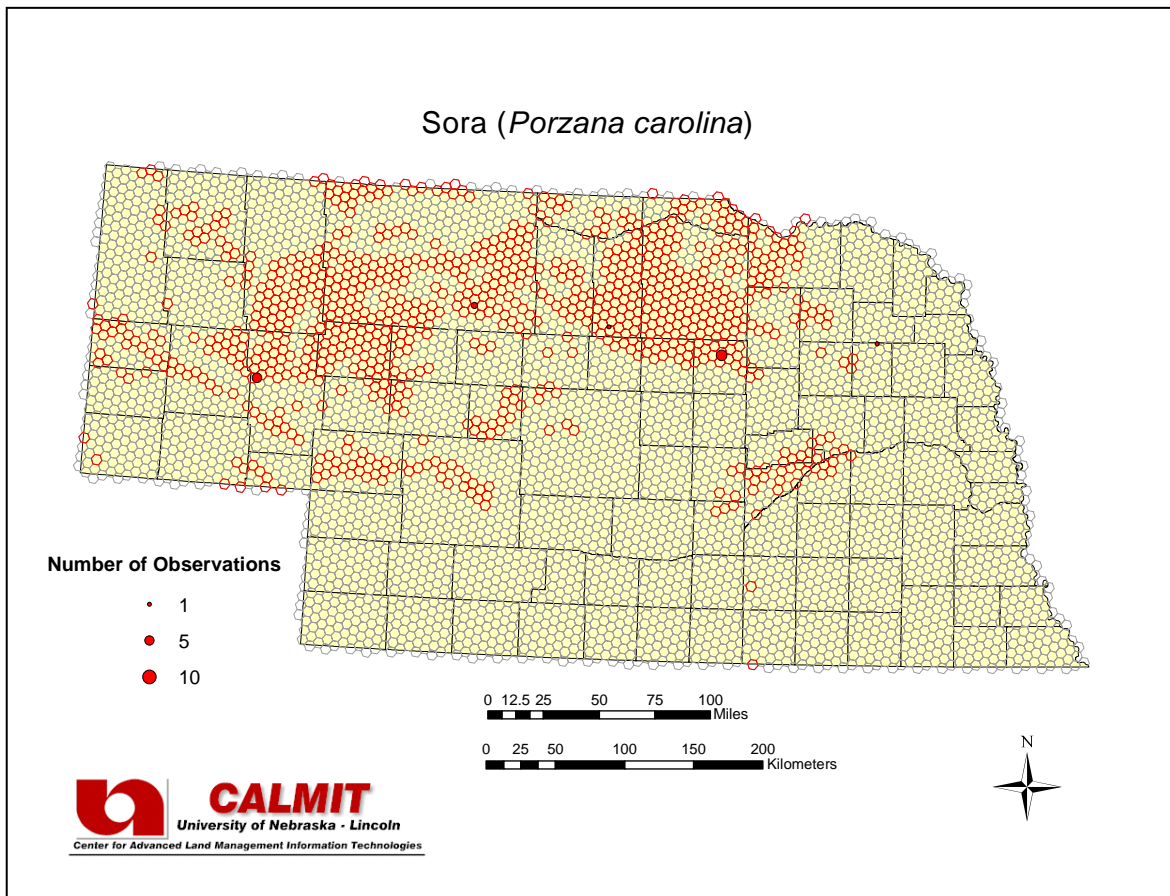 Sora (Porzana carolina)
Number of Observations
1
5
10
0 12.5 25 50 75 100
Miles
0 25 50 100 150 200
Kilometers
N
CALMIT
University of Nebraska - Lincoln
Center for Advanced Land Management Information Technologies